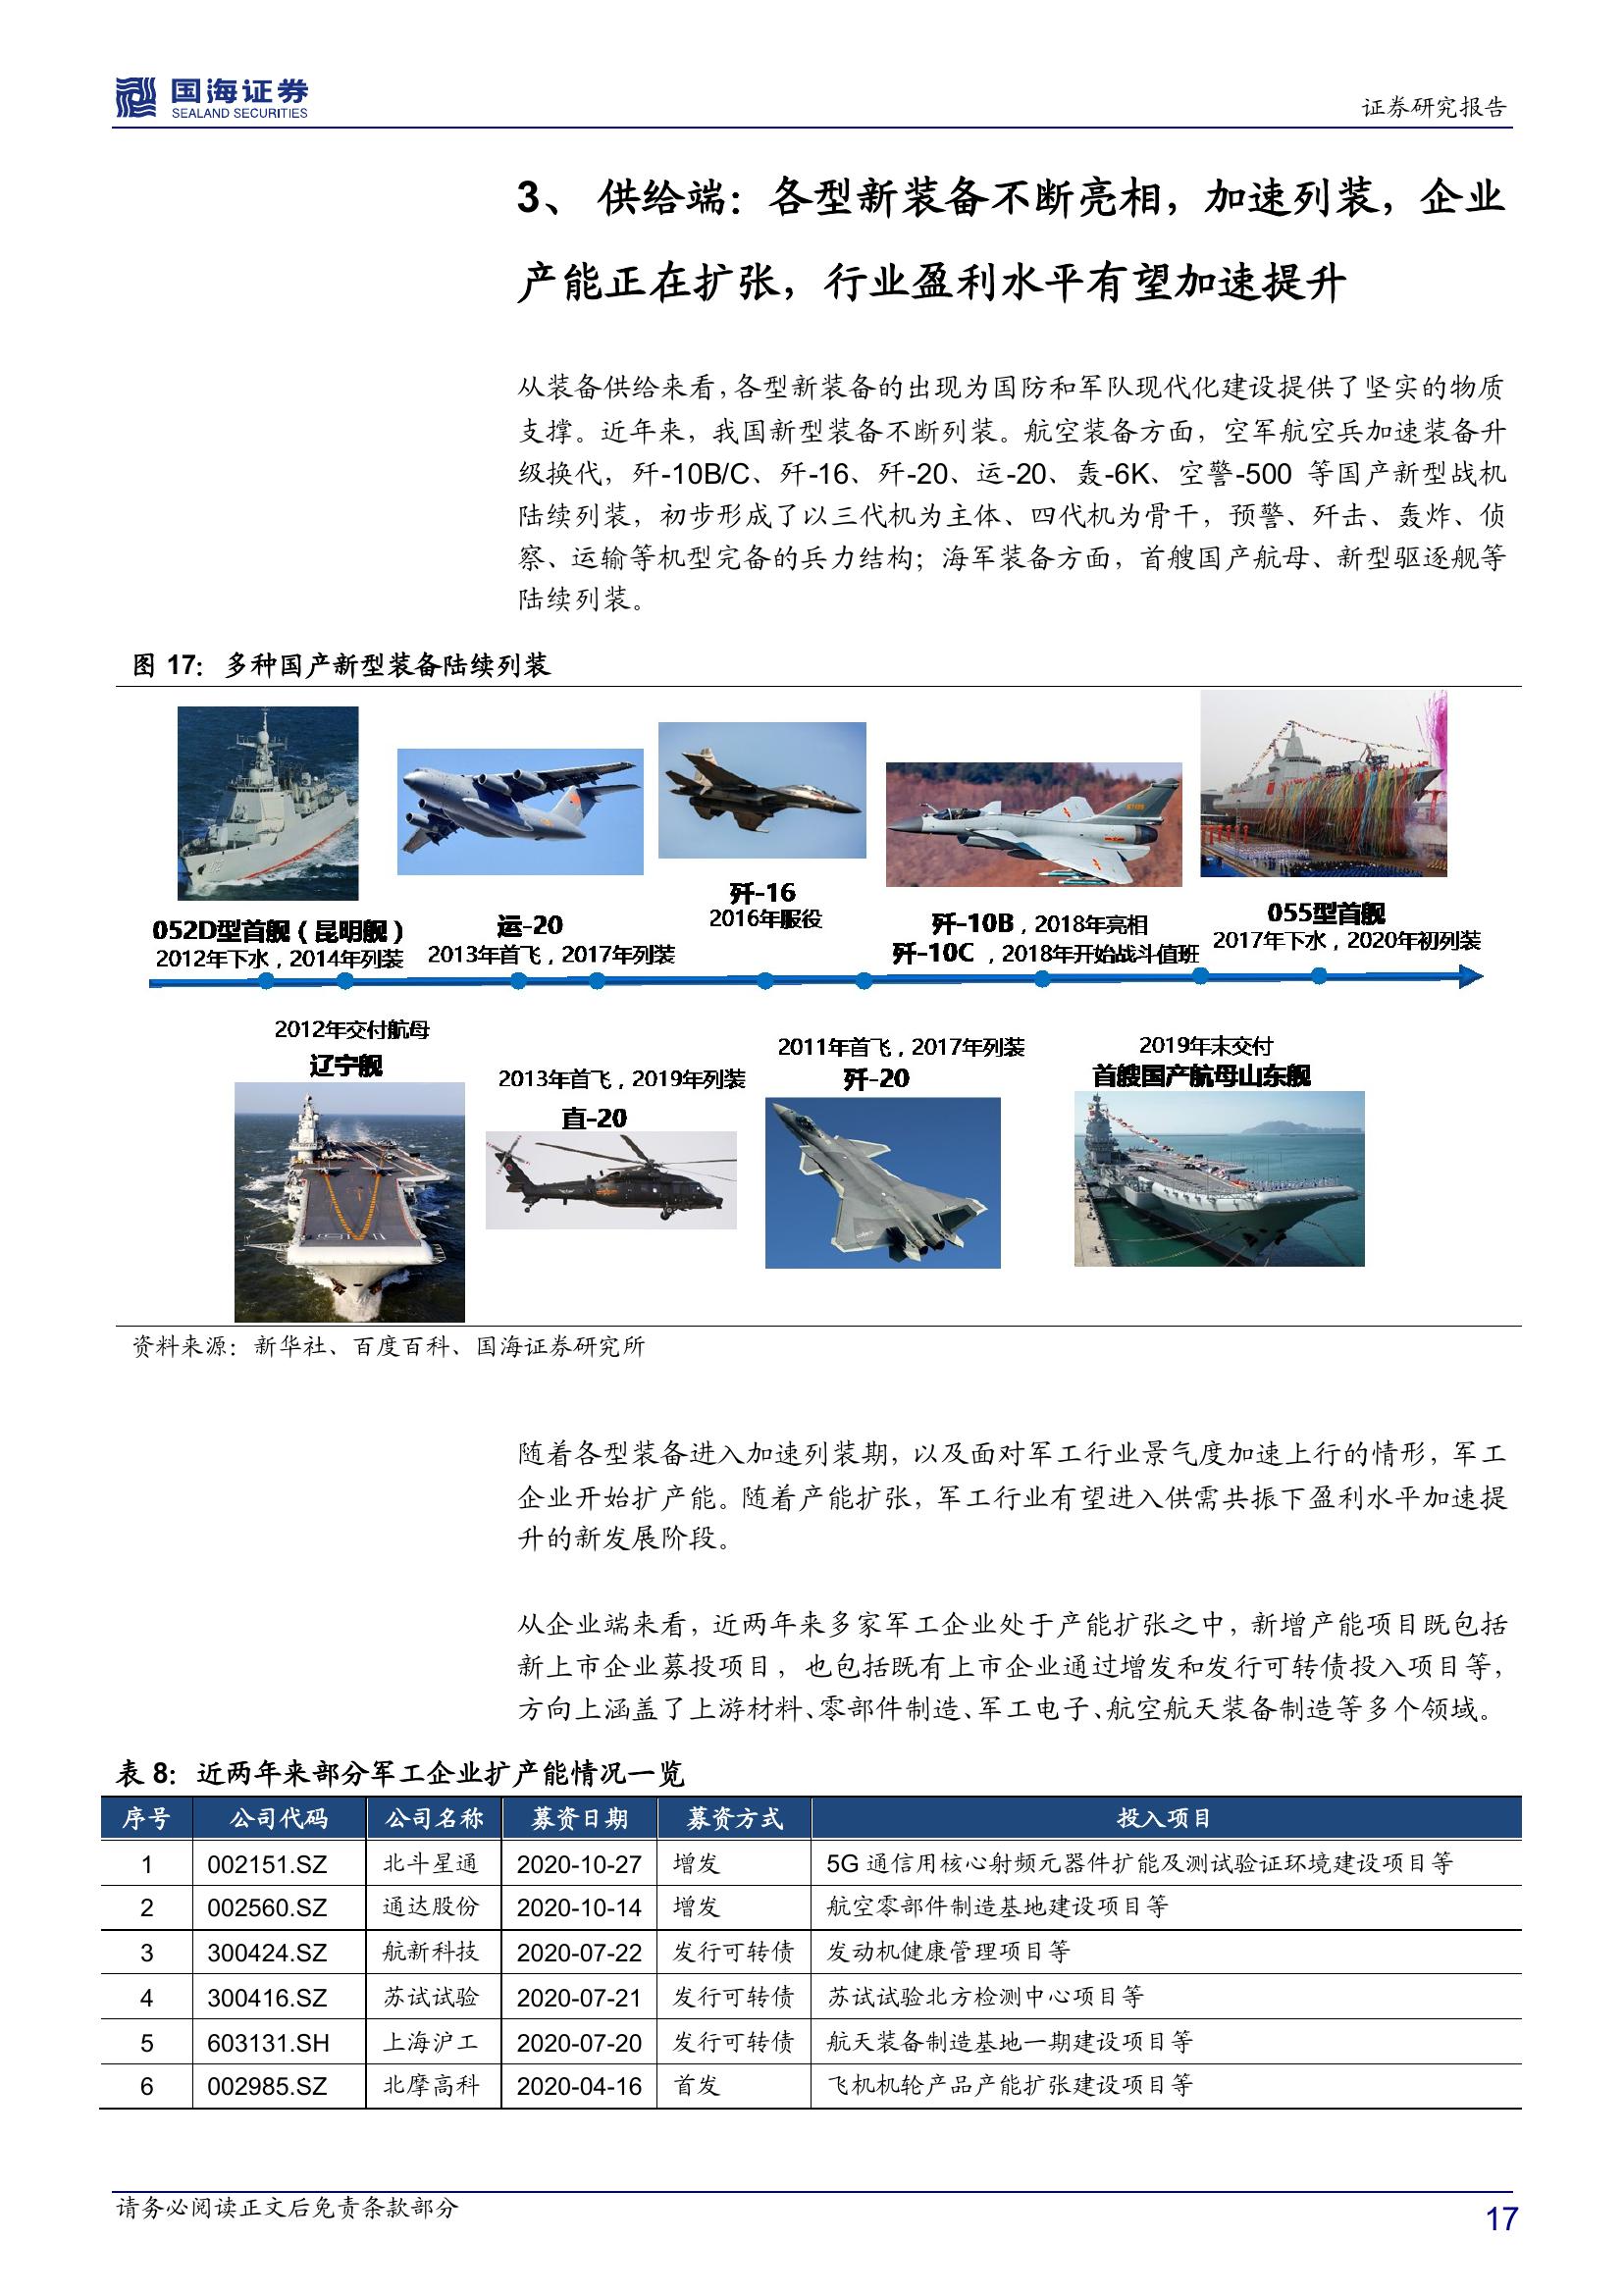 国海证券
SEALAND SECURITIES
证券研究报告
3、 供给端：各型新装备不断亮相，加速列装，企业
产能正在扩张，行业盈利水平有望加速提升
从装备供给来看，各型新装备的出现为国防和军队现代化建设提供了坚实的物质
支撑。近年来，我国新型装备不断列装。航空装备方面，空军航空兵加速装备升
级换代，歼-10B/C、歼-16、歼-20、运-20、轰-6K、空警-500 等国产新型战机
陆续列装，初步形成了以三代机为主体、四代机为骨干，预警、歼击、轰炸、侦
察、运输等机型完备的兵力结构；海军装备方面，首艘国产航母、新型驱逐舰等
陆续列装。
图 17：多种国产新型装备陆续列装
052D型首舰（昆明舰）
2012年下水，2014年列装
运-20
2013年首飞，2017年列装
歼-16
2016年服役
歼-10B，2018年亮相
歼-10C ，2018年开始战斗值班
055型首舰
2017年下水，2020年初列装
2012年交付航母
辽宁舰
2013年首飞，2019年列装
直-20
2011年首飞，2017年列装
歼-20
2019年末交付
首艘国产航母山东舰
资料来源：新华社、百度百科、国海证券研究所
随着各型装备进入加速列装期，以及面对军工行业景气度加速上行的情形，军工
企业开始扩产能。随着产能扩张，军工行业有望进入供需共振下盈利水平加速提
升的新发展阶段。
从企业端来看，近两年来多家军工企业处于产能扩张之中，新增产能项目既包括
新上市企业募投项目，也包括既有上市企业通过增发和发行可转债投入项目等，
方向上涵盖了上游材料、零部件制造、军工电子、航空航天装备制造等多个领域。
表 8：近两年来部分军工企业扩产能情况一览
序号 公司代码 公司名称 募资日期 募资方式 投入项目
1 002151.SZ 北斗星通 2020-10-27 增发 5G 通信用核心射频元器件扩能及测试验证环境建设项目等
2 002560.SZ 通达股份 2020-10-14 增发 航空零部件制造基地建设项目等
3 300424.SZ 航新科技 2020-07-22 发行可转债 发动机健康管理项目等
4 300416.SZ 苏试试验 2020-07-21 发行可转债 苏试试验北方检测中心项目等
5 603131.SH 上海沪工 2020-07-20 发行可转债 航天装备制造基地一期建设项目等
6 002985.SZ 北摩高科 2020-04-16 首发 飞机机轮产品产能扩张建设项目等
请务必阅读正文后免责条款部分
17